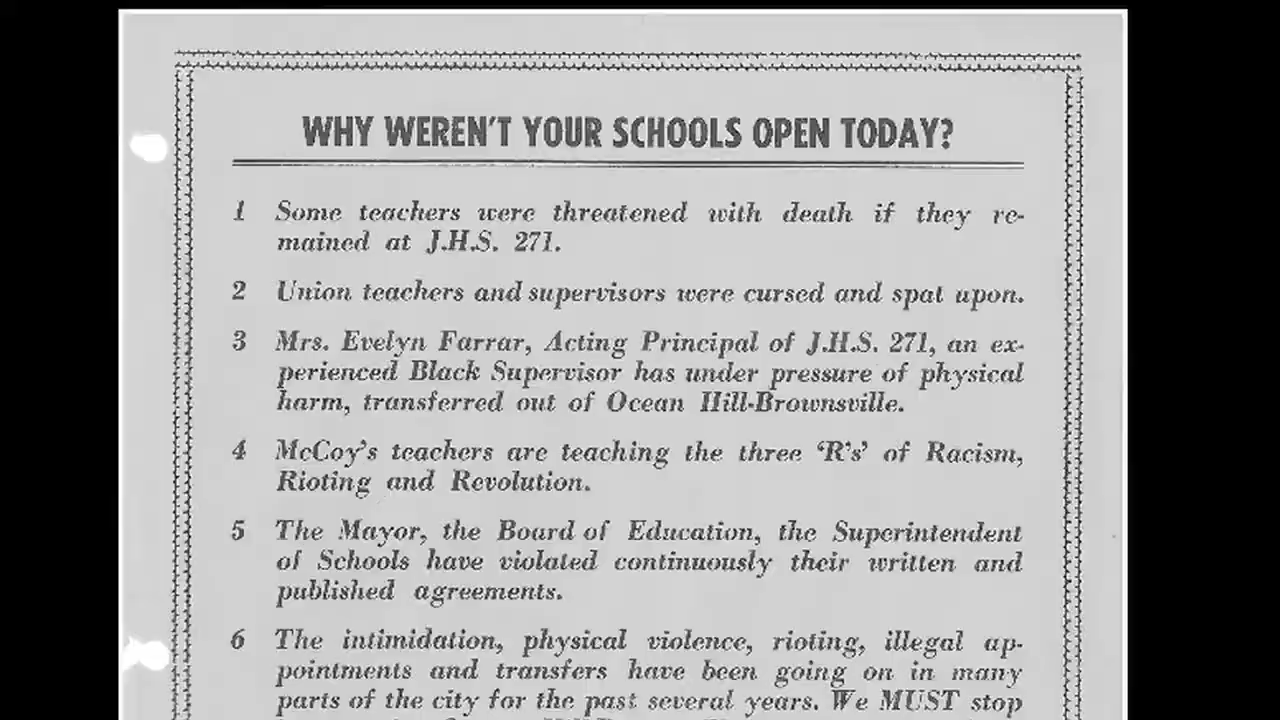 WHY WEREN'T YOUR SCHOOLS OPEN TODAY?
1 Some teachers were threatened with death if they re-
mained at J.H.S. 271.
2 Union teachers and supervisors were cursed and spat upon.
3 Mrs. Evelyn Farrar, Acting Principal of J.H.S. 271, an ex-
perienced Black Supervisor has under pressure of physical
harm, transferred out of Ocean Hill-Brownsville.
4 McCoy's teachers are teaching the three 'R's' of Racism,
Rioting and Revolution.
5 The Mayor, the Board of Education, the Superintendent
of Schools have violated continuously their written and
published agreements.
6 The intimidation, physical violence, rioting, illegal ap-
pointments and transfers have been going on in many
parts of the city for the past several years. We MUST stop